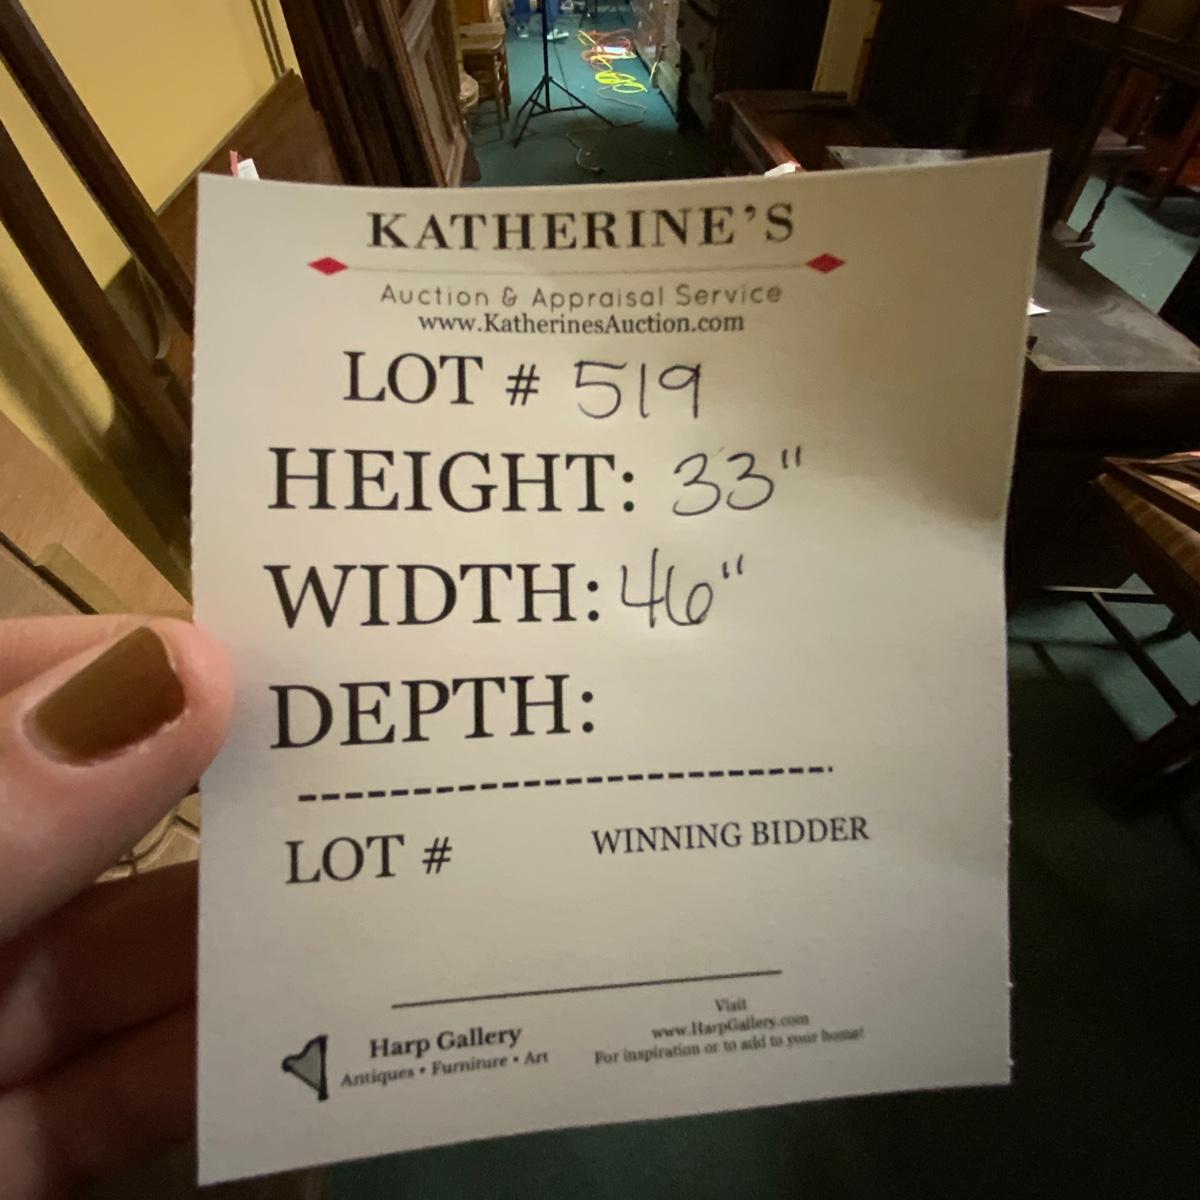 KATHERINE'S
Auction & Appraisal Service
www.KatherinesAuction.com
LOT # 519
HEIGHT: 33"
WIDTH: 46"
DEPTH:
LOT # WINNING BIDDER
Harp Gallery
Antiques • Furniture • Art
Visit
www.HarpGallery.com
For inspiration or to add to your home!